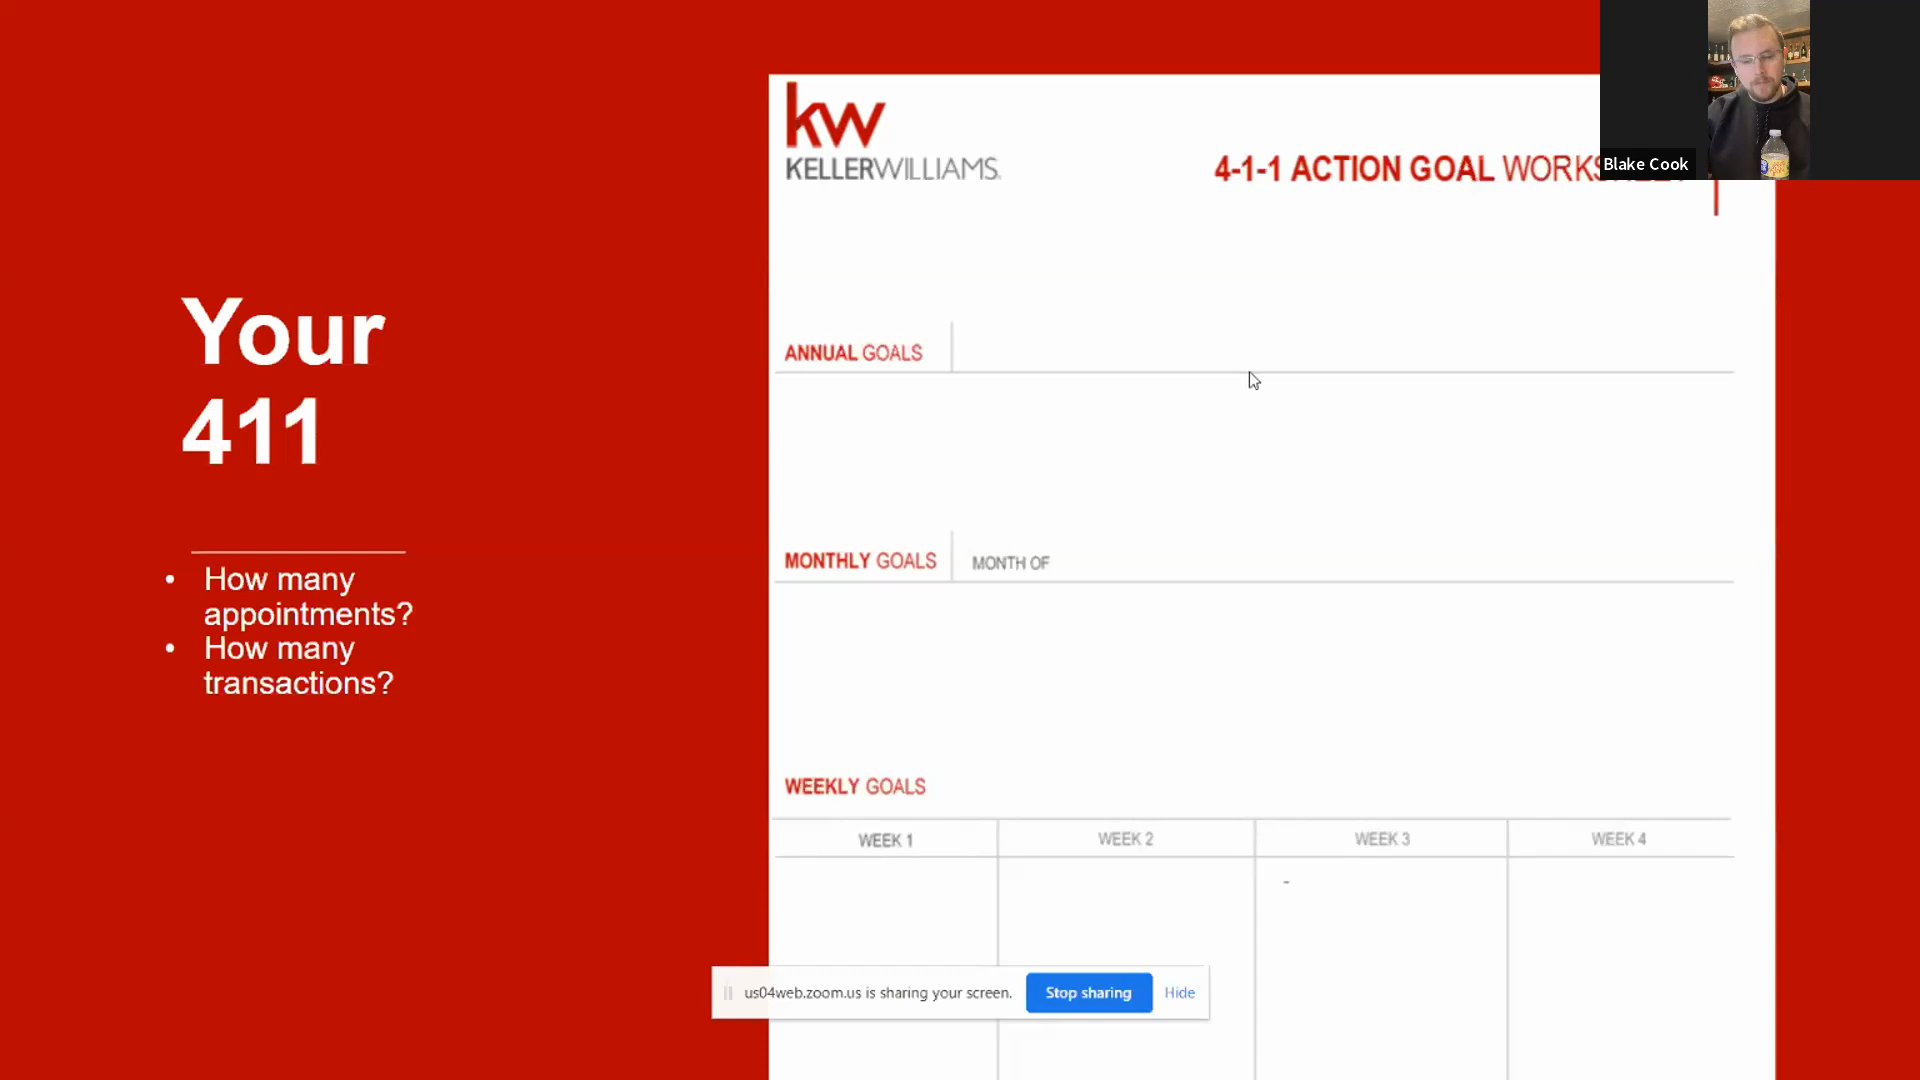 Your
411
• How many
appointments?
• How many
transactions?
kw
KELLERWILLIAMS.
4-1-1 ACTION GOAL
Blake Cook
ANNUAL GOALS
MONTHLY GOALS
MONTH OF
WEEKLY GOALS
WEEK 1
WEEK 2
WEEK 3
WEEK 4
-
us04web.zoom.us is sharing your screen.
Stop sharing
Hide